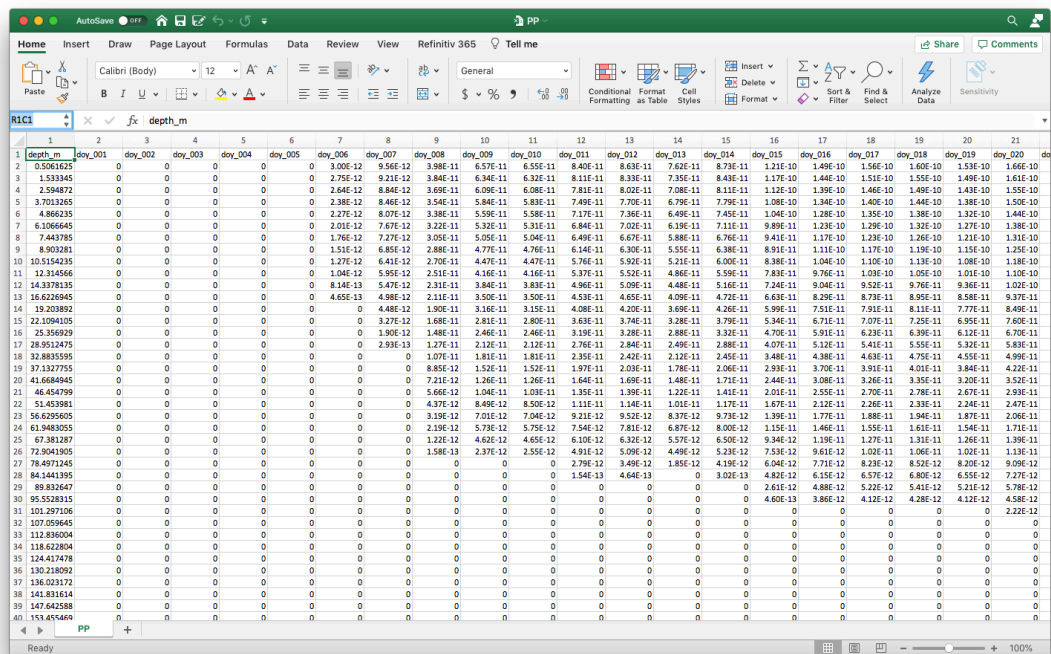 AutoSave OFF PP
Home Insert Draw Page Layout Formulas Data Review View Refinitiv 365 Tell me Share Comments
Paste Calibri (Body) 12 A A B I U A ab General $ % Conditional Formatting Format as Table Cell Styles Insert Delete Format Sort & Filter Find & Select Analyze Data Sensitivity
R1C1 fx depth_m
1 2 3 4 5 6 7 8 9 10 11 12 13 14 15 16 17 18 19 20 21
1 depth_m doy_001 doy_002 doy_003 doy_004 doy_005 doy_006 doy_007 doy_008 doy_009 doy_010 doy_011 doy_012 doy_013 doy_014 doy_015 doy_016 doy_017 doy_018 doy_019 doy_020 do
2 0.5061625 0 0 0 0 0 3.00E-12 9.56E-12 3.98E-11 6.57E-11 6.55E-11 8.40E-11 8.63E-11 7.62E-11 8.73E-11 1.21E-10 1.49E-10 1.56E-10 1.60E-10 1.53E-10 1.66E-10
3 1.533345 0 0 0 0 0 2.75E-12 9.21E-12 3.84E-11 6.34E-11 6.32E-11 8.11E-11 8.33E-11 7.35E-11 8.43E-11 1.17E-10 1.44E-10 1.51E-10 1.55E-10 1.49E-10 1.61E-10
4 2.594872 0 0 0 0 0 2.64E-12 8.84E-12 3.69E-11 6.09E-11 6.08E-11 7.81E-11 8.02E-11 7.08E-11 8.11E-11 1.12E-10 1.39E-10 1.46E-10 1.49E-10 1.43E-10 1.55E-10
5 3.7013265 0 0 0 0 0 2.38E-12 8.46E-12 3.54E-11 5.84E-11 5.83E-11 7.49E-11 7.70E-11 6.79E-11 7.79E-11 1.08E-10 1.34E-10 1.40E-10 1.44E-10 1.38E-10 1.50E-10
6 4.866235 0 0 0 0 0 2.27E-12 8.07E-12 3.38E-11 5.59E-11 5.58E-11 7.17E-11 7.36E-11 6.49E-11 7.45E-11 1.04E-10 1.28E-10 1.35E-10 1.38E-10 1.32E-10 1.44E-10
7 6.1066645 0 0 0 0 0 2.01E-12 7.67E-12 3.22E-11 5.32E-11 5.31E-11 6.84E-11 7.02E-11 6.19E-11 7.11E-11 9.89E-11 1.23E-10 1.29E-10 1.32E-10 1.27E-10 1.38E-10
8 7.443785 0 0 0 0 0 1.76E-12 7.27E-12 3.05E-11 5.05E-11 5.04E-11 6.49E-11 6.67E-11 5.88E-11 6.76E-11 9.41E-11 1.17E-10 1.23E-10 1.26E-10 1.21E-10 1.31E-10
9 8.903281 0 0 0 0 0 1.51E-12 6.85E-12 2.88E-11 4.77E-11 4.76E-11 6.14E-11 6.30E-11 5.55E-11 6.38E-11 8.91E-11 1.11E-10 1.17E-10 1.19E-10 1.15E-10 1.25E-10
10 10.5154235 0 0 0 0 0 1.27E-12 6.41E-12 2.70E-11 4.47E-11 4.47E-11 5.76E-11 5.92E-11 5.21E-11 6.00E-11 8.38E-11 1.04E-10 1.10E-10 1.13E-10 1.08E-10 1.18E-10
11 12.314566 0 0 0 0 0 1.04E-12 5.95E-12 2.51E-11 4.16E-11 4.16E-11 5.37E-11 5.52E-11 4.86E-11 5.59E-11 7.83E-11 9.76E-11 1.03E-10 1.05E-10 1.01E-10 1.10E-10
12 14.3378135 0 0 0 0 0 8.14E-13 5.47E-12 2.31E-11 3.84E-11 3.83E-11 4.96E-11 5.09E-11 4.48E-11 5.16E-11 7.24E-11 9.04E-11 9.52E-11 9.76E-11 9.36E-11 1.02E-10
13 16.6226945 0 0 0 0 0 4.65E-13 4.98E-12 2.11E-11 3.50E-11 3.50E-11 4.53E-11 4.65E-11 4.09E-11 4.72E-11 6.63E-11 8.29E-11 8.73E-11 8.95E-11 8.58E-11 9.37E-11
14 19.203892 0 0 0 0 0 0 4.48E-12 1.90E-11 3.16E-11 3.15E-11 4.08E-11 4.20E-11 3.69E-11 4.26E-11 5.99E-11 7.51E-11 7.91E-11 8.11E-11 7.77E-11 8.49E-11
15 22.1094105 0 0 0 0 0 0 3.27E-12 1.68E-11 2.81E-11 2.80E-11 3.63E-11 3.74E-11 3.28E-11 3.79E-11 5.34E-11 6.71E-11 7.07E-11 7.25E-11 6.95E-11 7.60E-11
16 25.356929 0 0 0 0 0 0 1.90E-12 1.48E-11 2.46E-11 2.46E-11 3.19E-11 3.28E-11 2.88E-11 3.32E-11 4.70E-11 5.91E-11 6.23E-11 6.39E-11 6.12E-11 6.70E-11
17 28.9512475 0 0 0 0 0 0 2.93E-13 1.27E-11 2.12E-11 2.12E-11 2.76E-11 2.84E-11 2.49E-11 2.88E-11 4.07E-11 5.12E-11 5.41E-11 5.55E-11 5.32E-11 5.83E-11
18 32.8835595 0 0 0 0 0 0 0 1.07E-11 1.81E-11 1.81E-11 2.35E-11 2.42E-11 2.12E-11 2.45E-11 3.48E-11 4.38E-11 4.63E-11 4.75E-11 4.55E-11 4.99E-11
19 37.1327755 0 0 0 0 0 0 0 8.85E-12 1.52E-11 1.52E-11 1.97E-11 2.03E-11 1.78E-11 2.06E-11 2.93E-11 3.70E-11 3.91E-11 4.01E-11 3.84E-11 4.22E-11
20 41.6684945 0 0 0 0 0 0 0 7.21E-12 1.26E-11 1.26E-11 1.64E-11 1.69E-11 1.48E-11 1.71E-11 2.44E-11 3.08E-11 3.26E-11 3.35E-11 3.20E-11 3.52E-11
21 46.454799 0 0 0 0 0 0 0 5.66E-12 1.04E-11 1.03E-11 1.35E-11 1.39E-11 1.22E-11 1.41E-11 2.01E-11 2.55E-11 2.70E-11 2.78E-11 2.67E-11 2.93E-11
22 51.453981 0 0 0 0 0 0 0 4.37E-12 8.49E-12 8.50E-12 1.11E-11 1.14E-11 1.01E-11 1.17E-11 1.67E-11 2.12E-11 2.26E-11 2.33E-11 2.24E-11 2.47E-11
23 56.6295605 0 0 0 0 0 0 0 3.19E-12 7.01E-12 7.04E-12 9.21E-12 9.52E-12 8.37E-12 9.73E-12 1.39E-11 1.77E-11 1.88E-11 1.94E-11 1.87E-11 2.06E-11
24 61.9483055 0 0 0 0 0 0 0 2.19E-12 5.73E-12 5.75E-12 7.54E-12 7.81E-12 6.87E-12 8.00E-12 1.15E-11 1.46E-11 1.55E-11 1.61E-11 1.54E-11 1.71E-11
25 67.381287 0 0 0 0 0 0 0 1.22E-12 4.62E-12 4.65E-12 6.10E-12 6.32E-12 5.57E-12 6.50E-12 9.34E-12 1.19E-11 1.27E-11 1.31E-11 1.26E-11 1.39E-11
26 72.9041905 0 0 0 0 0 0 0 1.58E-13 2.37E-12 2.55E-12 4.91E-12 5.09E-12 4.49E-12 5.23E-12 7.53E-12 9.61E-12 1.02E-11 1.06E-11 1.02E-11 1.13E-11
27 78.4971245 0 0 0 0 0 0 0 0 0 0 2.79E-12 3.49E-12 1.85E-12 4.19E-12 6.04E-12 7.71E-12 8.23E-12 8.52E-12 8.20E-12 9.09E-12
28 84.1441395 0 0 0 0 0 0 0 0 0 0 1.54E-13 4.64E-13 0 3.02E-13 4.82E-12 6.15E-12 6.57E-12 6.80E-12 6.55E-12 7.27E-12
29 89.832647 0 0 0 0 0 0 0 0 0 0 0 0 0 0 2.61E-12 4.88E-12 5.22E-12 5.41E-12 5.21E-12 5.78E-12
30 95.5528315 0 0 0 0 0 0 0 0 0 0 0 0 0 0 4.60E-13 3.86E-12 4.12E-12 4.28E-12 4.12E-12 4.58E-12
31 101.297106 0 0 0 0 0 0 0 0 0 0 0 0 0 0 0 0 0 0 0 2.22E-12
32 107.059645 0 0 0 0 0 0 0 0 0 0 0 0 0 0 0 0 0 0 0 0
33 112.836004 0 0 0 0 0 0 0 0 0 0 0 0 0 0 0 0 0 0 0 0
34 118.622804 0 0 0 0 0 0 0 0 0 0 0 0 0 0 0 0 0 0 0 0
35 124.417478 0 0 0 0 0 0 0 0 0 0 0 0 0 0 0 0 0 0 0 0
36 130.218092 0 0 0 0 0 0 0 0 0 0 0 0 0 0 0 0 0 0 0 0
37 136.023172 0 0 0 0 0 0 0 0 0 0 0 0 0 0 0 0 0 0 0 0
38 141.831614 0 0 0 0 0 0 0 0 0 0 0 0 0 0 0 0 0 0 0 0
39 147.642588 0 0 0 0 0 0 0 0 0 0 0 0 0 0 0 0 0 0 0 0
40 153.455469 0 0 0 0 0 0 0 0 0 0 0 0 0 0 0 0 0 0 0 0
PP +
Ready 100%